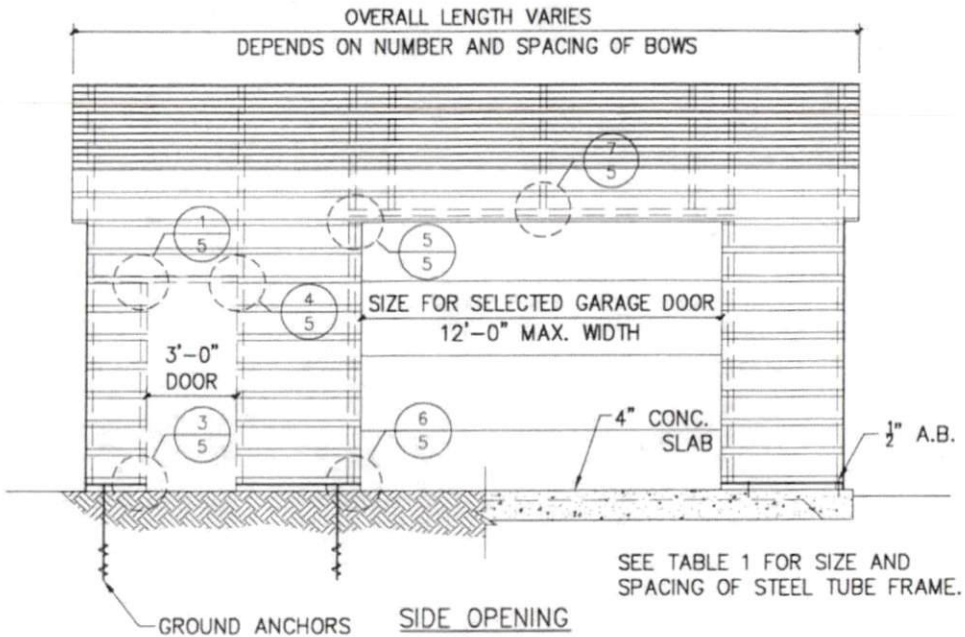 OVERALL LENGTH VARIES
DEPENDS ON NUMBER AND SPACING OF BOWS
7
5
1
5
5
5
4
5
SIZE FOR SELECTED GARAGE DOOR
12'-0" MAX. WIDTH
3'-0"
DOOR
3
5
6
5
4" CONC.
SLAB
½" A.B.
SEE TABLE 1 FOR SIZE AND
SPACING OF STEEL TUBE FRAME.
GROUND ANCHORS
SIDE OPENING